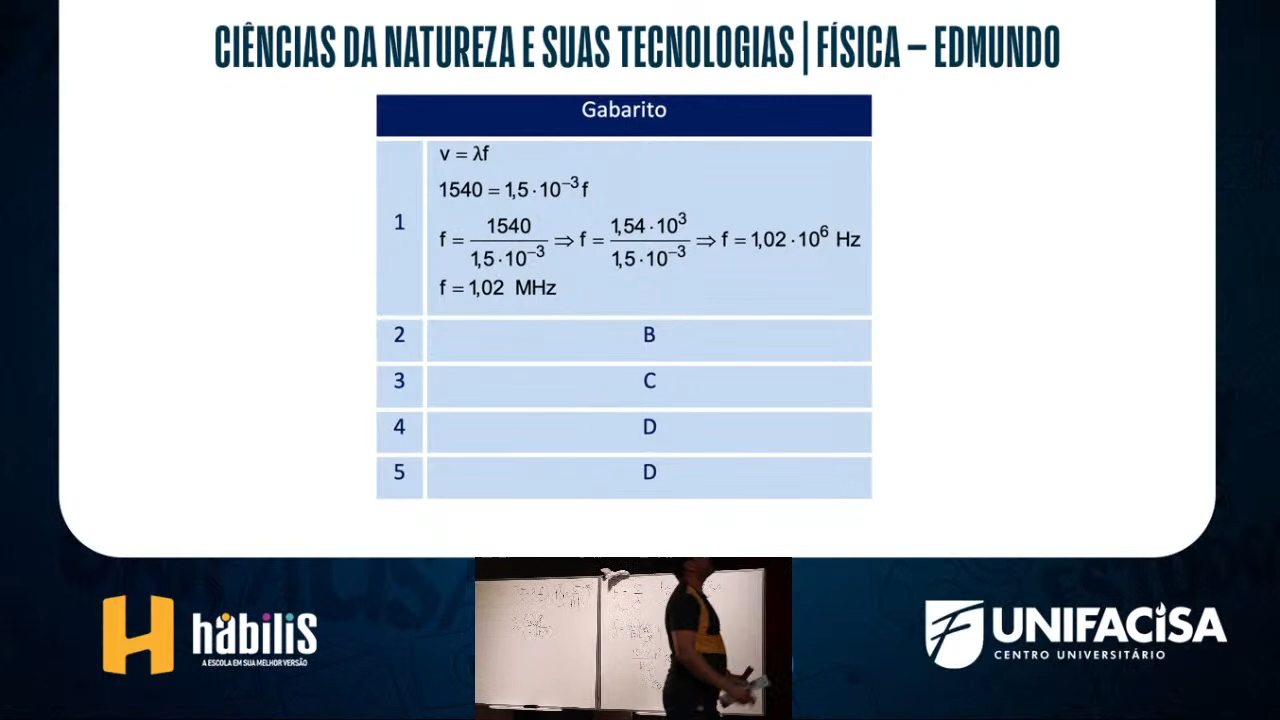 CIÊNCIAS DA NATUREZA E SUAS TECNOLOGIAS | FÍSICA – EDMUNDO
Gabarito
1
v = λf
1540 = 1,5 · 10⁻³ f
f = 1540 / 1,5 · 10⁻³ ⇒ f = 1,54 · 10³ / 1,5 · 10⁻³ ⇒ f = 1,02 · 10⁶ Hz
f = 1,02 MHz
2 B
3 C
4 D
5 D
H habilis
A ESCOLA EM SUA MELHOR VERSÃO
UNIFACISA
CENTRO UNIVERSITÁRIO